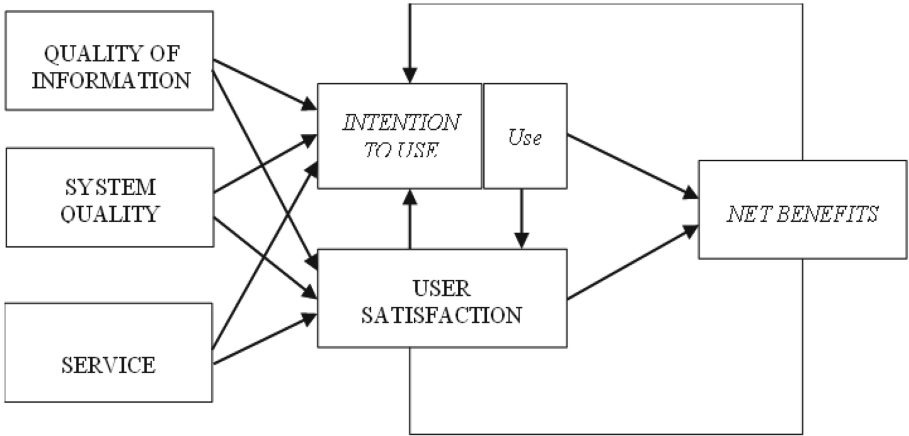 QUALITY OF
INFORMATION
INTENTION
TO USE
Use
SYSTEM
QUALITY
NET BENEFITS
USER
SATISFACTION
SERVICE